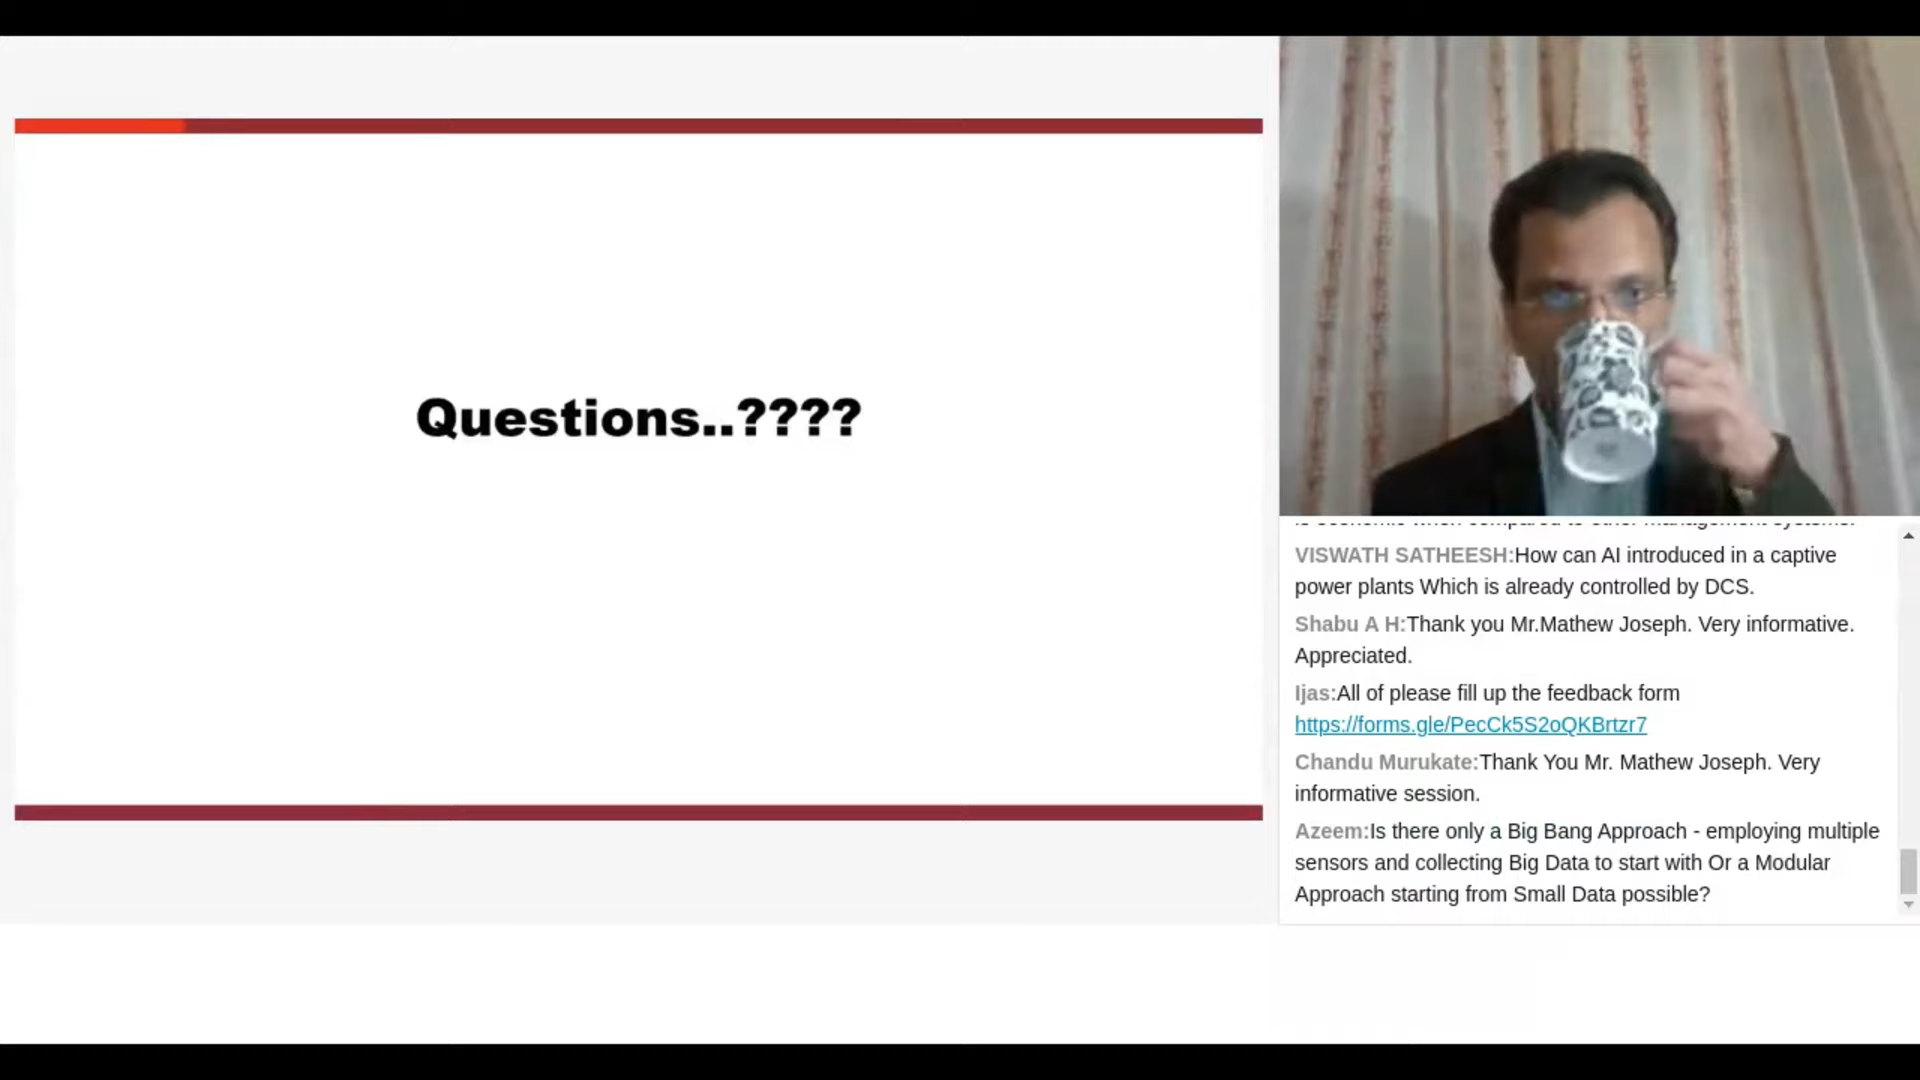 Questions..????
VISWATH SATHEESH:How can AI introduced in a captive
power plants Which is already controlled by DCS.
Shabu A H:Thank you Mr.Mathew Joseph. Very informative.
Appreciated.
Ijas:All of please fill up the feedback form
https://forms.gle/PecCk5S2oQKBrtzr7
Chandu Murukate:Thank You Mr. Mathew Joseph. Very
informative session.
Azeem:Is there only a Big Bang Approach - employing multiple
sensors and collecting Big Data to start with Or a Modular
Approach starting from Small Data possible?